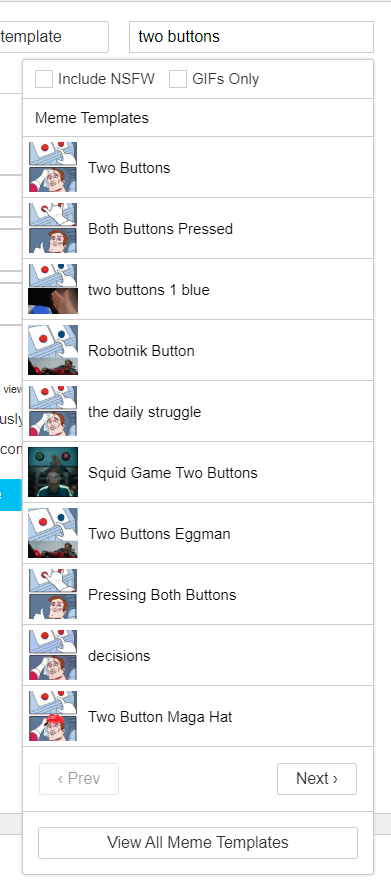 template
two buttons
Include NSFW
GIFs Only
Meme Templates
Two Buttons
Both Buttons Pressed
two buttons 1 blue
Robotnik Button
view
the daily struggle
usly
con
Squid Game Two Buttons
Two Buttons Eggman
Pressing Both Buttons
decisions
Two Button Maga Hat
‹ Prev
Next ›
View All Meme Templates